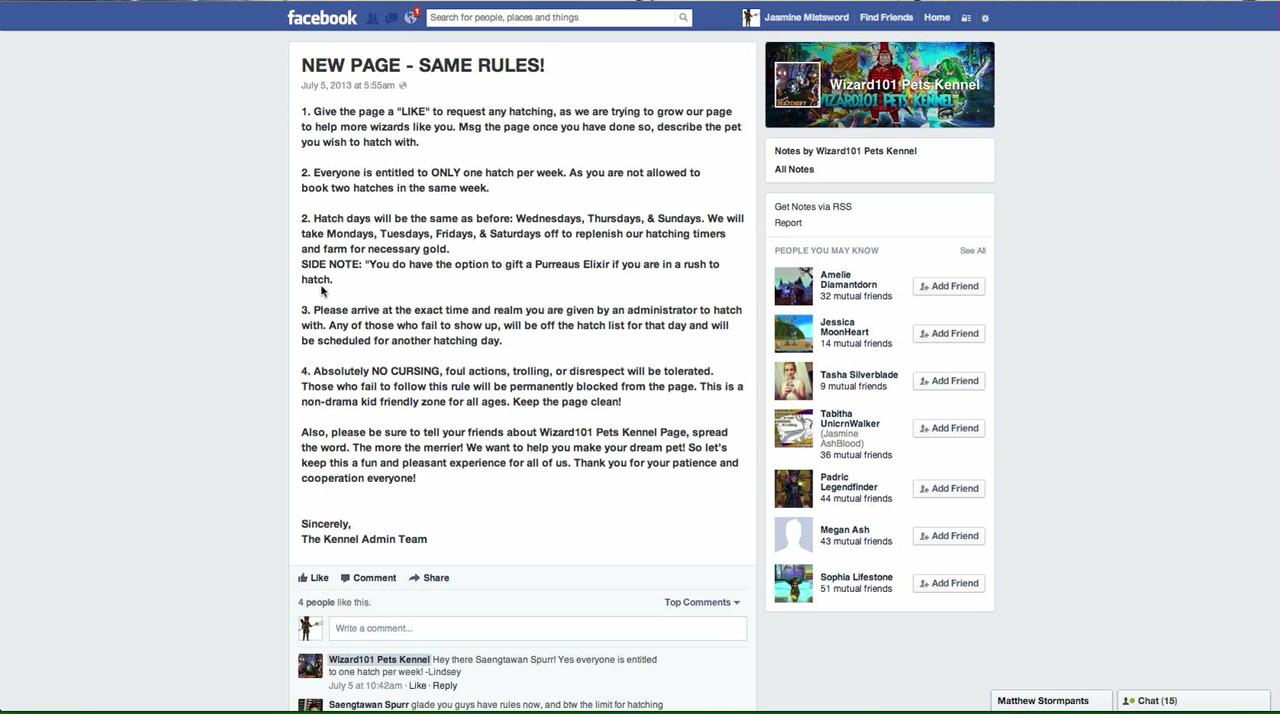 facebook
1
Search for people, places and things
Jasmine Mistsword
Find Friends
Home
NEW PAGE - SAME RULES!
July 5, 2013 at 5:55am
1. Give the page a "LIKE" to request any hatching, as we are trying to grow our page
to help more wizards like you. Msg the page once you have done so, describe the pet
you wish to hatch with.
2. Everyone is entitled to ONLY one hatch per week. As you are not allowed to
book two hatches in the same week.
2. Hatch days will be the same as before: Wednesdays, Thursdays, & Sundays. We will
take Mondays, Tuesdays, Fridays, & Saturdays off to replenish our hatching timers
and farm for necessary gold.
SIDE NOTE: "You do have the option to gift a Purreaus Elixir if you are in a rush to
hatch.
3. Please arrive at the exact time and realm you are given by an administrator to hatch
with. Any of those who fail to show up, will be off the hatch list for that day and will
be scheduled for another hatching day.
4. Absolutely NO CURSING, foul actions, trolling, or disrespect will be tolerated.
Those who fail to follow this rule will be permanently blocked from the page. This is a
non-drama kid friendly zone for all ages. Keep the page clean!
Also, please be sure to tell your friends about Wizard101 Pets Kennel Page, spread
the word. The more the merrier! We want to help you make your dream pet! So let's
keep this a fun and pleasant experience for all of us. Thank you for your patience and
cooperation everyone!
Sincerely,
The Kennel Admin Team
Like
Comment
Share
4 people like this.
Top Comments
Write a comment...
Wizard101 Pets Kennel Hey there Saengtawan Spurr! Yes everyone is entitled
to one hatch per week! -Lindsey
July 5 at 10:42am · Like · Reply
Saengtawan Spurr glade you guys have rules now, and btw the limit for hatching
HATCHERY
Wizard101 Pets Kennel
WIZARD101 PETS KENNEL
Notes by Wizard101 Pets Kennel
All Notes
Get Notes via RSS
Report
PEOPLE YOU MAY KNOW
See All
Amelie
Diamantdorn
32 mutual friends
Add Friend
Jessica
MoonHeart
14 mutual friends
Add Friend
Tasha Silverblade
9 mutual friends
Add Friend
Tabitha
UnicrnWalker
(Jasmine
AshBlood)
36 mutual friends
Add Friend
Padric
Legendfinder
44 mutual friends
Add Friend
Megan Ash
43 mutual friends
Add Friend
Sophia Lifestone
51 mutual friends
Add Friend
Matthew Stormpants
Chat (15)